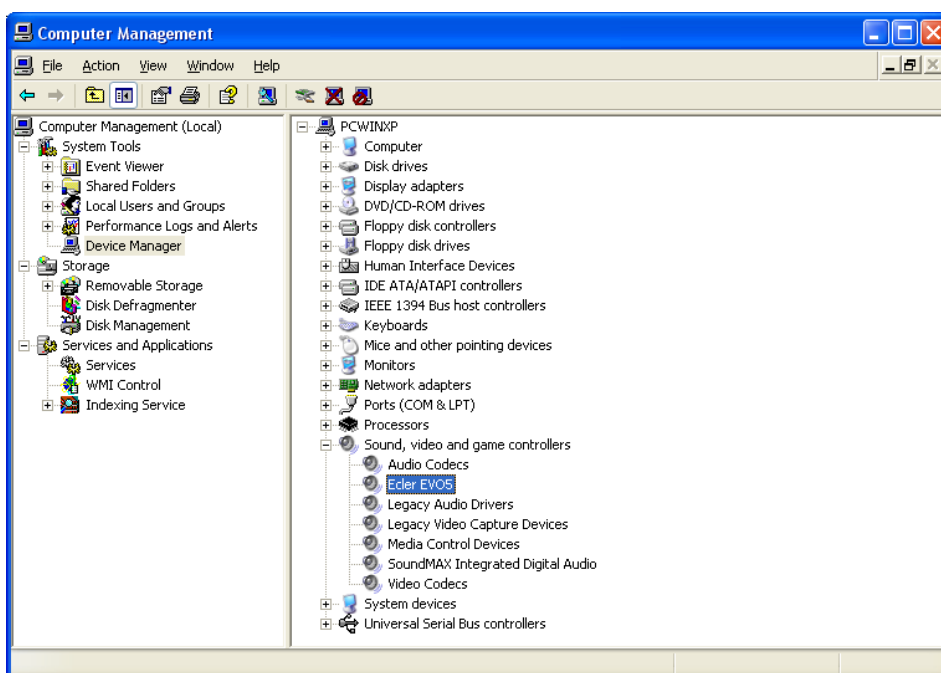 Computer Management
File Action View Window Help
Computer Management (Local)
System Tools
Event Viewer
Shared Folders
Local Users and Groups
Performance Logs and Alerts
Device Manager
Storage
Removable Storage
Disk Defragmenter
Disk Management
Services and Applications
Services
WMI Control
Indexing Service
PCWINXP
Computer
Disk drives
Display adapters
DVD/CD-ROM drives
Floppy disk controllers
Floppy disk drives
Human Interface Devices
IDE ATA/ATAPI controllers
IEEE 1394 Bus host controllers
Keyboards
Mice and other pointing devices
Monitors
Network adapters
Ports (COM & LPT)
Processors
Sound, video and game controllers
Audio Codecs
Ecler EVO5
Legacy Audio Drivers
Legacy Video Capture Devices
Media Control Devices
SoundMAX Integrated Digital Audio
Video Codecs
System devices
Universal Serial Bus controllers